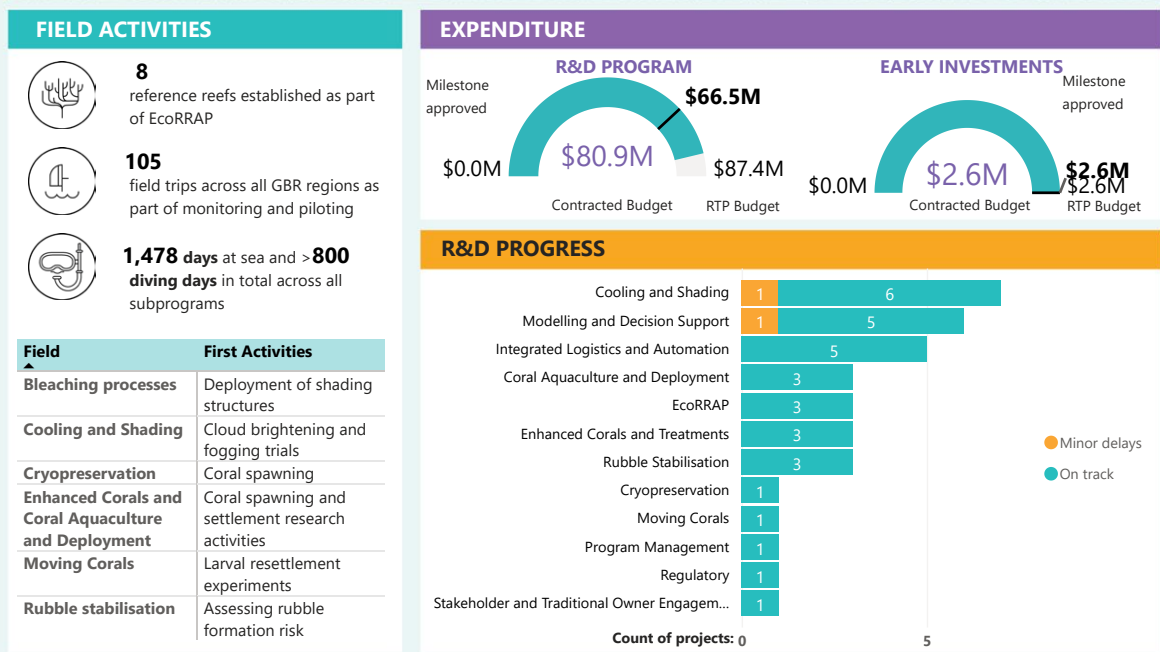 FIELD ACTIVITIES
8
reference reefs established as part
of EcoRRAP
105
field trips across all GBR regions as
part of monitoring and piloting
1,478 days at sea and >800
diving days in total across all
subprograms
Field First Activities
Bleaching processes Deployment of shading
structures
Cooling and Shading Cloud brightening and
fogging trials
Cryopreservation Coral spawning
Enhanced Corals and Coral spawning and
Coral Aquaculture settlement research
and Deployment activities
Moving Corals Larval resettlement
experiments
Rubble stabilisation Assessing rubble
formation risk
EXPENDITURE
R&D PROGRAM
Milestone
approved
$66.5M
$0.0M
$80.9M
$87.4M
Contracted Budget
RTP Budget
EARLY INVESTMENTS
Milestone
approved
$2.6M
$0.0M
$2.6M
$2.6M
Contracted Budget
RTP Budget
R&D PROGRESS
Cooling and Shading 1 6
Modelling and Decision Support 1 5
Integrated Logistics and Automation 5
Coral Aquaculture and Deployment 3
EcoRRAP 3
Enhanced Corals and Treatments 3
Rubble Stabilisation 3
Cryopreservation 1
Moving Corals 1
Program Management 1
Regulatory 1
Stakeholder and Traditional Owner Engagem... 1
Count of projects: 0 5
Minor delays
On track